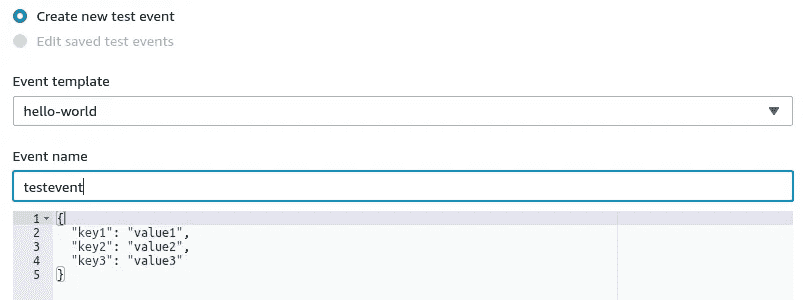 Create new test event
Edit saved test events
Event template
hello-world
Event name
testevent
1 {
2 "key1": "value1",
3 "key2": "value2",
4 "key3": "value3"
5 }